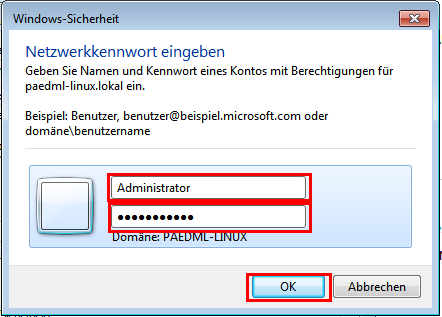 Windows-Sicherheit
Netzwerkkennwort eingeben
Geben Sie Namen und Kennwort eines Kontos mit Berechtigungen für
paedml-linux.lokal ein.
Beispiel: Benutzer, benutzer@beispiel.microsoft.com oder
domäne\benutzername
Administrator
●●●●●●●●●●●
Domäne: PAEDML-LINUX
OK
Abbrechen